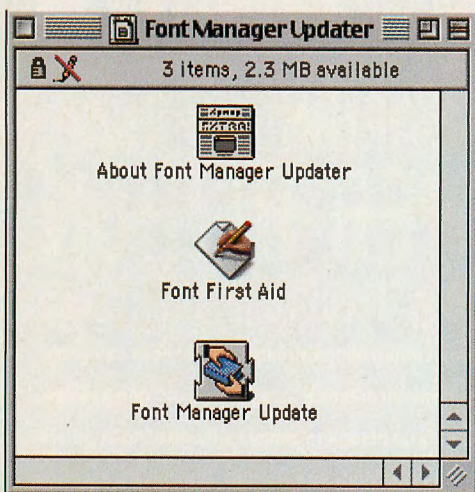 Font Manager Updater
3 items, 2.3 MB available
EXTRA!
About Font Manager Updater
Font First Aid
Font Manager Update